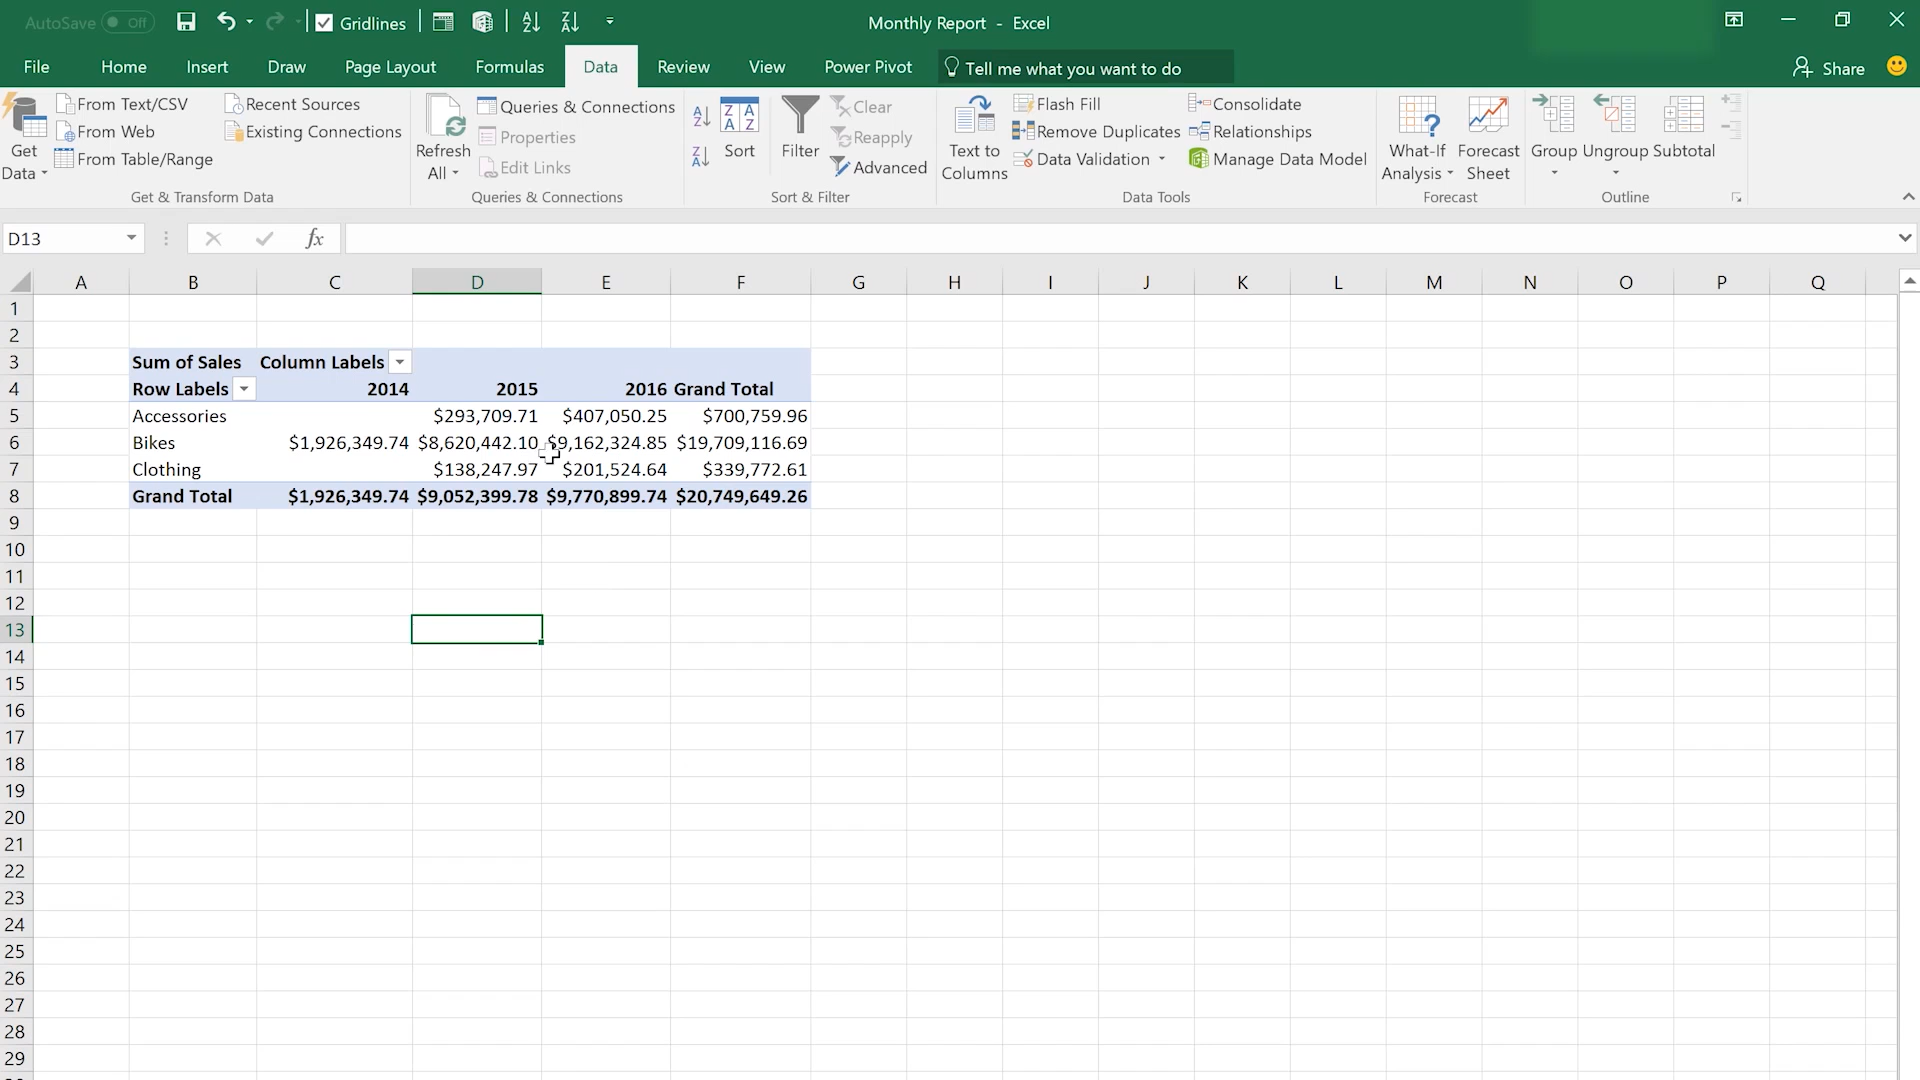 AutoSave Off Gridlines Monthly Report - Excel
File Home Insert Draw Page Layout Formulas Data Review View Power Pivot Tell me what you want to do Share
Get Data
From Text/CSV
From Web
From Table/Range
Recent Sources
Existing Connections
Get & Transform Data
Refresh All
Queries & Connections
Properties
Edit Links
Queries & Connections
Sort
Filter
Clear
Reapply
Advanced
Sort & Filter
Text to Columns
Flash Fill
Remove Duplicates
Data Validation
Consolidate
Relationships
Manage Data Model
Data Tools
What-If Analysis
Forecast Sheet
Forecast
Group
Ungroup
Subtotal
Outline
D13 fx
A B C D E F G H I J K L M N O P Q
1
2
3 Sum of Sales Column Labels
4 Row Labels 2014 2015 2016 Grand Total
5 Accessories $293,709.71 $407,050.25 $700,759.96
6 Bikes $1,926,349.74 $8,620,442.10 $9,162,324.85 $19,709,116.69
7 Clothing $138,247.97 $201,524.64 $339,772.61
8 Grand Total $1,926,349.74 $9,052,399.78 $9,770,899.74 $20,749,649.26
9
10
11
12
13
14
15
16
17
18
19
20
21
22
23
24
25
26
27
28
29